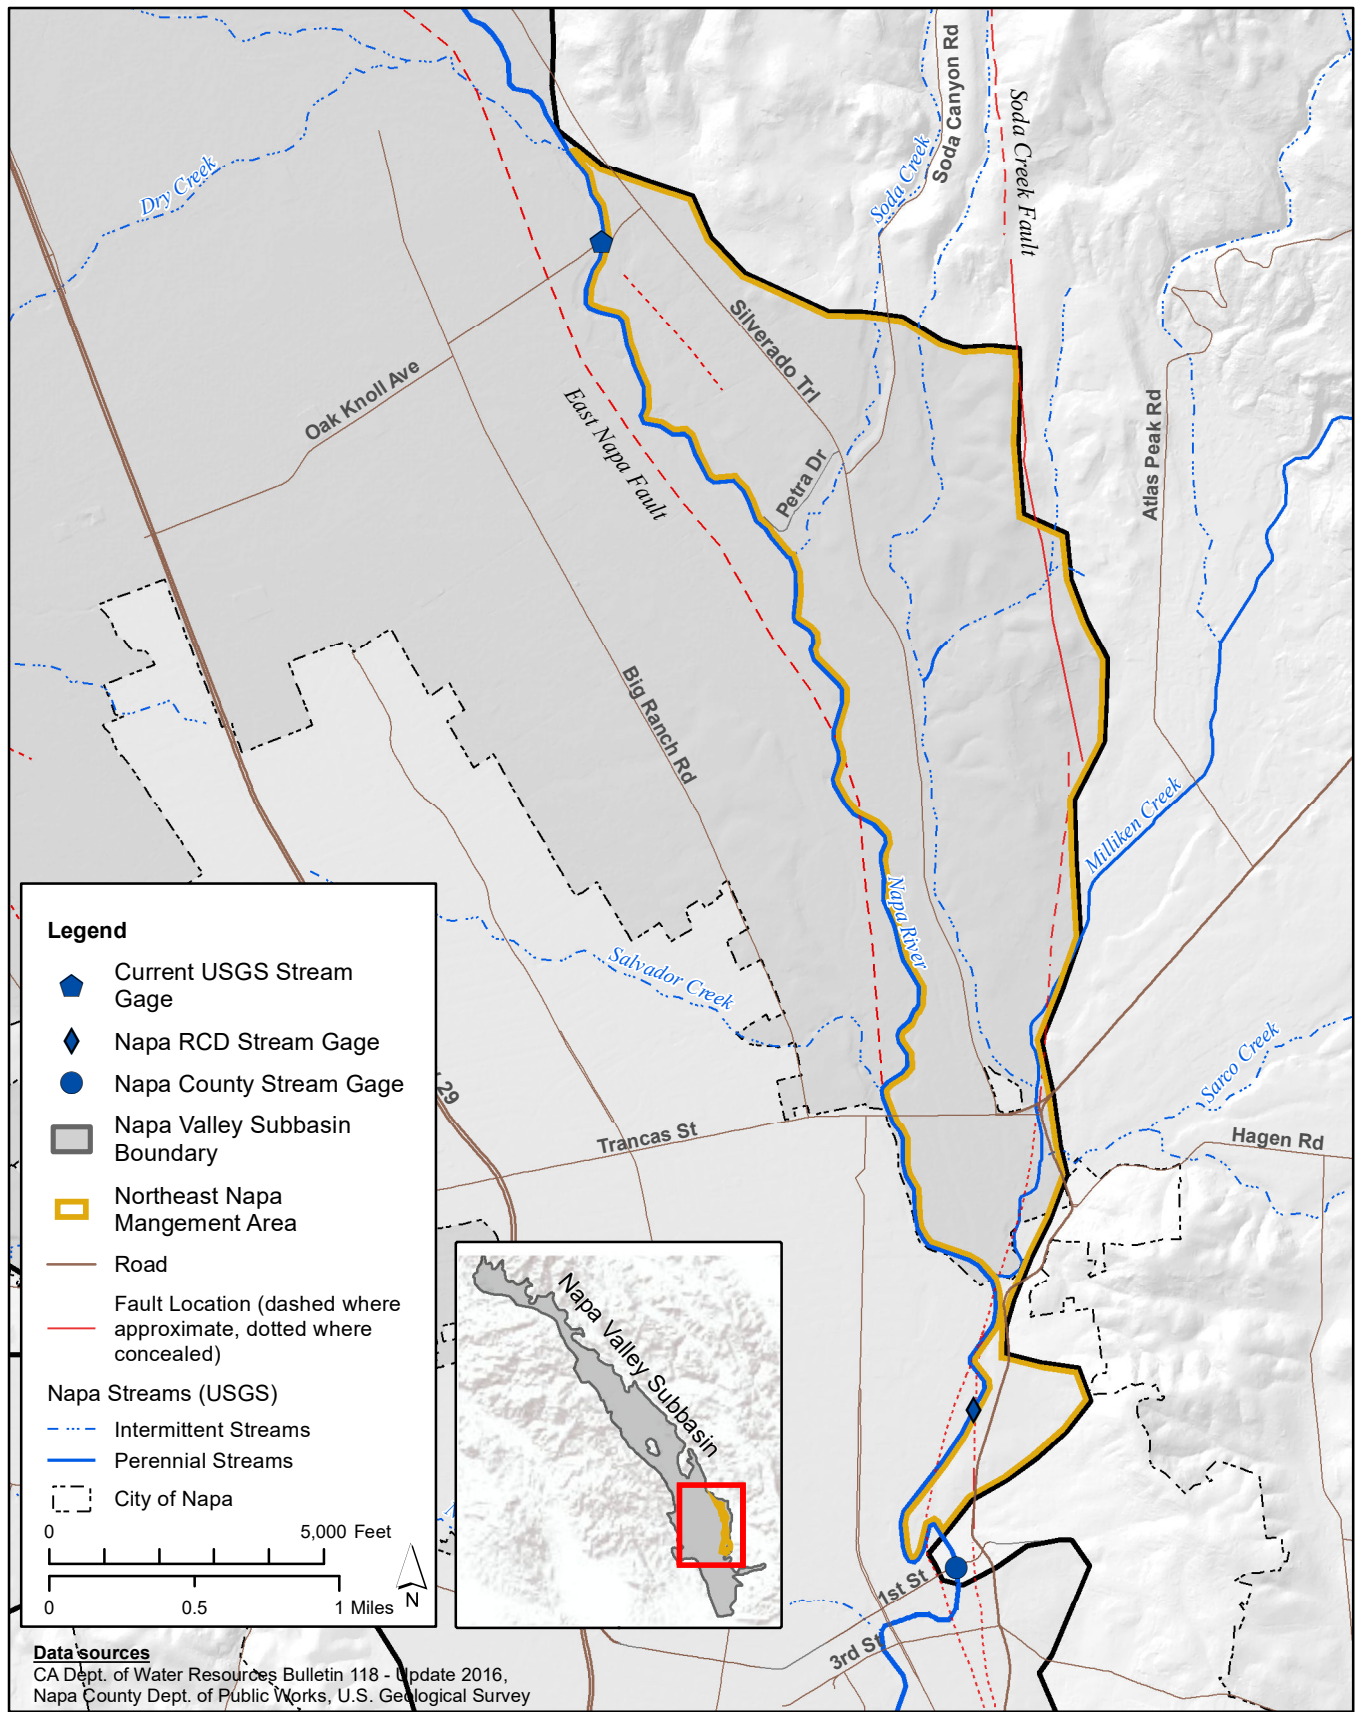 Soda Canyon Rd
Soda Creek Fault
Dry Creek
Soda Creek
Silverado Trl
Oak Knoll Ave
East Napa Fault
Petra Dr
Atlas Peak Rd
Big Ranch Rd
Milliken Creek
Napa River
Salvador Creek
Sarco Creek
29
Trancas St
Hagen Rd
Legend
Current USGS Stream
Gage
Napa RCD Stream Gage
Napa County Stream Gage
Napa Valley Subbasin
Boundary
Northeast Napa
Mangement Area
Road
Fault Location (dashed where
approximate, dotted where
concealed)
Napa Streams (USGS)
Intermittent Streams
Perennial Streams
City of Napa
0 5,000 Feet
0 0.5 1 Miles
N
Napa Valley Subbasin
1st St
3rd St
Data sources
CA Dept. of Water Resources Bulletin 118 - Update 2016,
Napa County Dept. of Public Works, U.S. Geological Survey